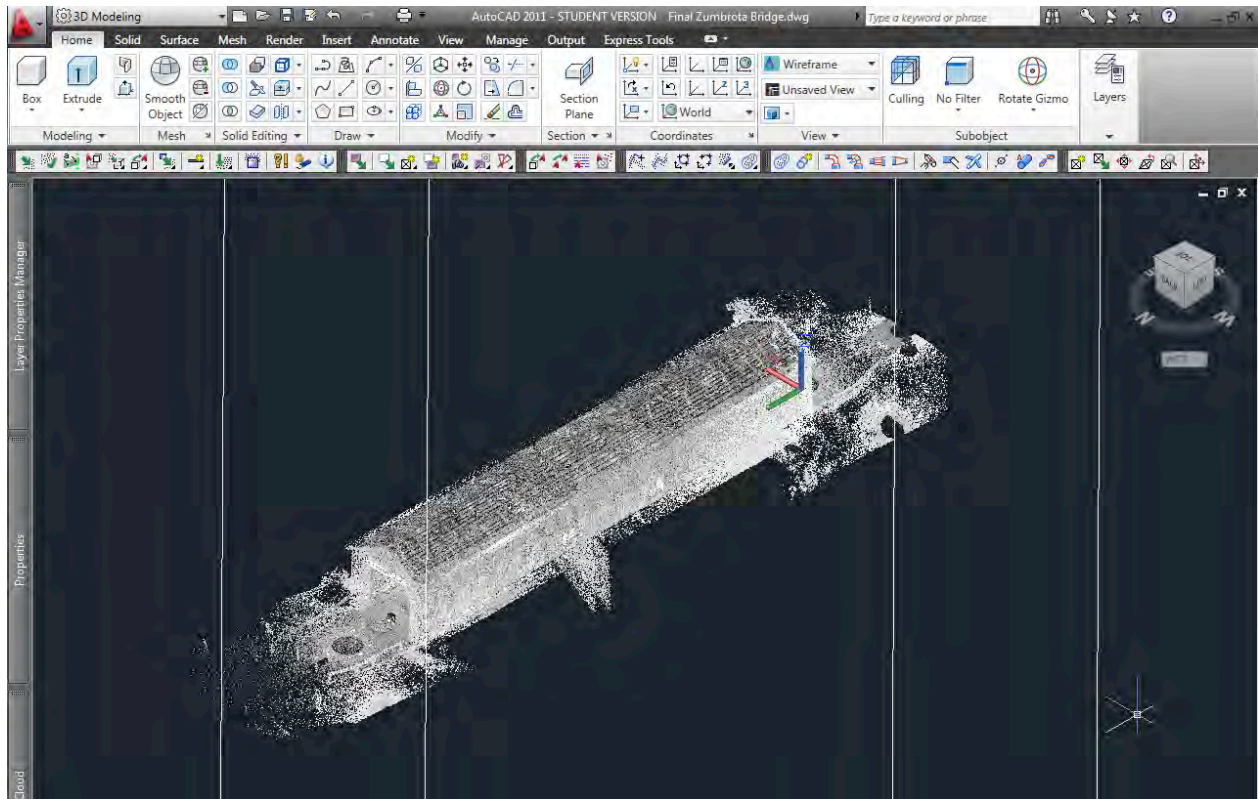 3D Modeling AutoCAD 2011 - STUDENT VERSION Final Zumbrota Bridge.dwg Type a keyword or phrase
Home Solid Surface Mesh Render Insert Annotate View Manage Output Express Tools
Wireframe
Unsaved View
Box Extrude Smooth Object Section Plane World Culling No Filter Rotate Gizmo Layers
Modeling Mesh Solid Editing Draw Modify Section Coordinates View Subobject
Layer Properties Manager
Properties
Cloud